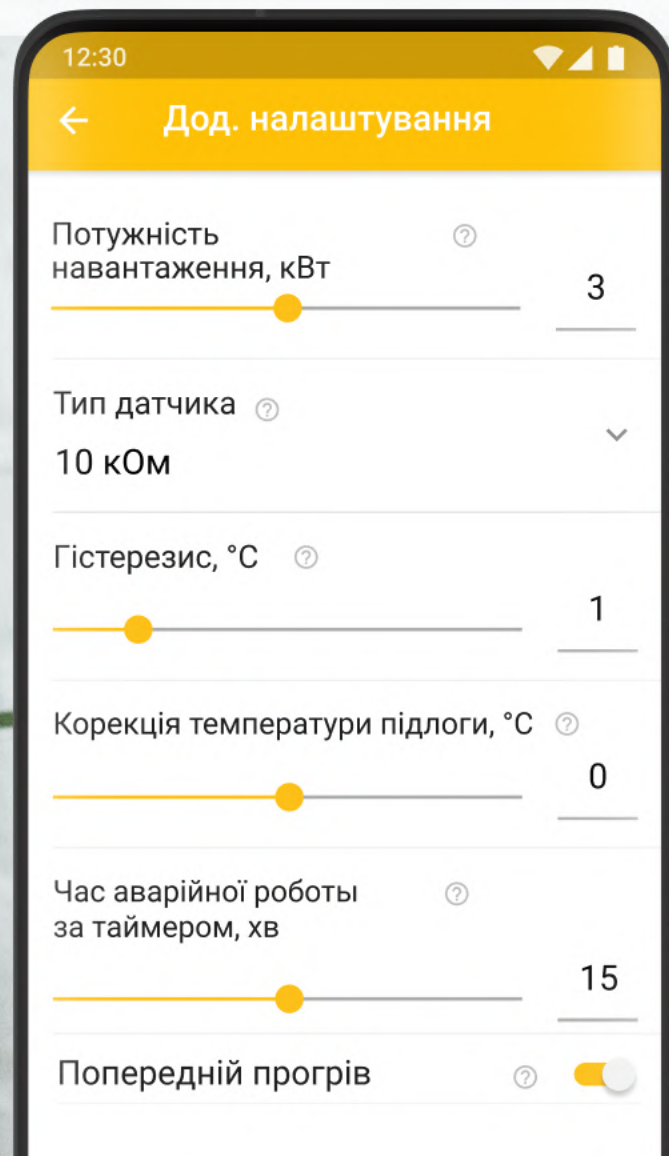 12:30
Дод. налаштування
Потужність
навантаження, кВт
3
Тип датчика
10 кОм
Гістерезис, °C
1
Корекція температури підлоги, °C
0
Час аварійної роботи
за таймером, хв
15
Попередній прогрів